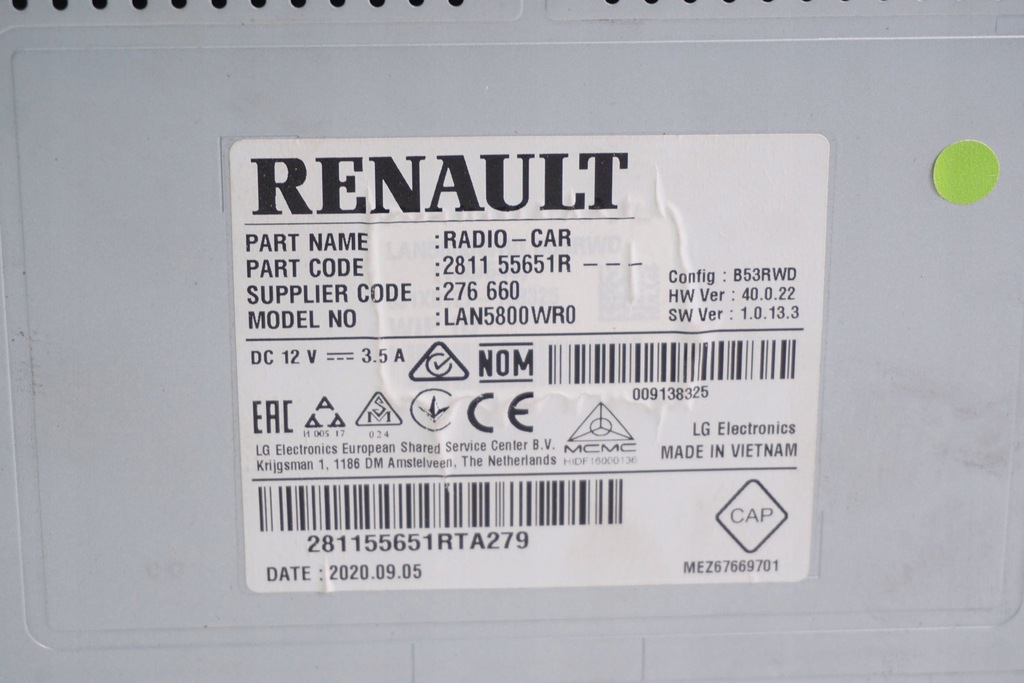 RENAULT
PART NAME :RADIO-CAR
PART CODE :2811 55651R - - -
SUPPLIER CODE :276 660
MODEL NO :LAN5800WR0
Config : B53RWD
HW Ver : 40.0.22
SW Ver : 1.0.13.3
DC 12 V ⎓ 3.5 A
NOM
009138325
EAC
024
CE
MCMC
LG Electronics
MADE IN VIETNAM
LG Electronics European Shared Service Center B.V.
Krijgsman 1, 1186 DM Amstelveen, The Netherlands
281155651RTA279
CAP
DATE : 2020.09.05
MEZ67669701